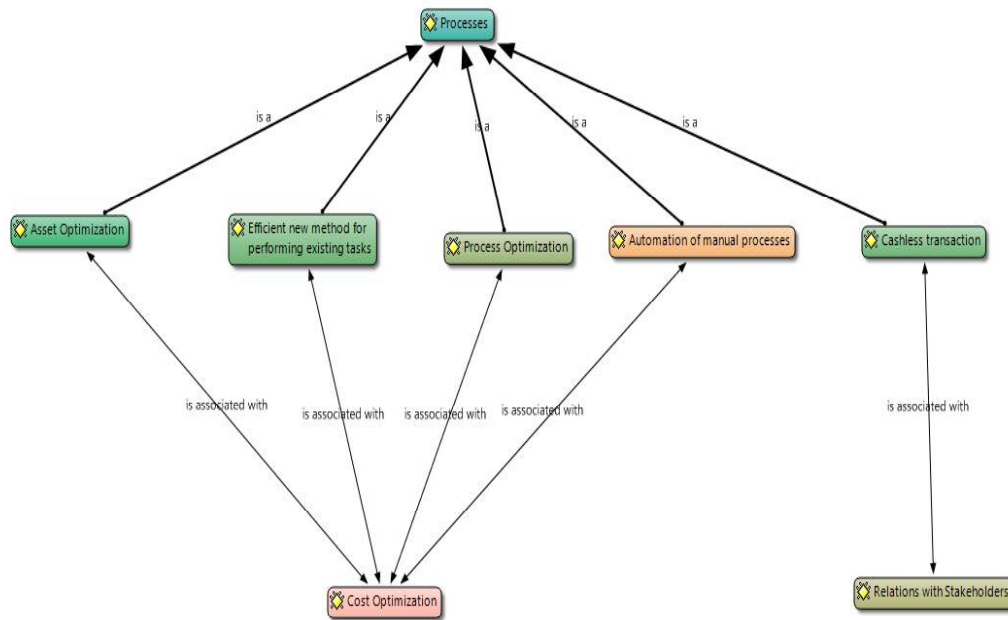 Processes
is a
is a
is a
is a
is a
Asset Optimization
Efficient new method for
performing existing tasks
Process Optimization
Automation of manual processes
Cashless transaction
is associated with
is associated with
is associated with
is associated with
is associated with
Cost Optimization
Relations with Stakeholders